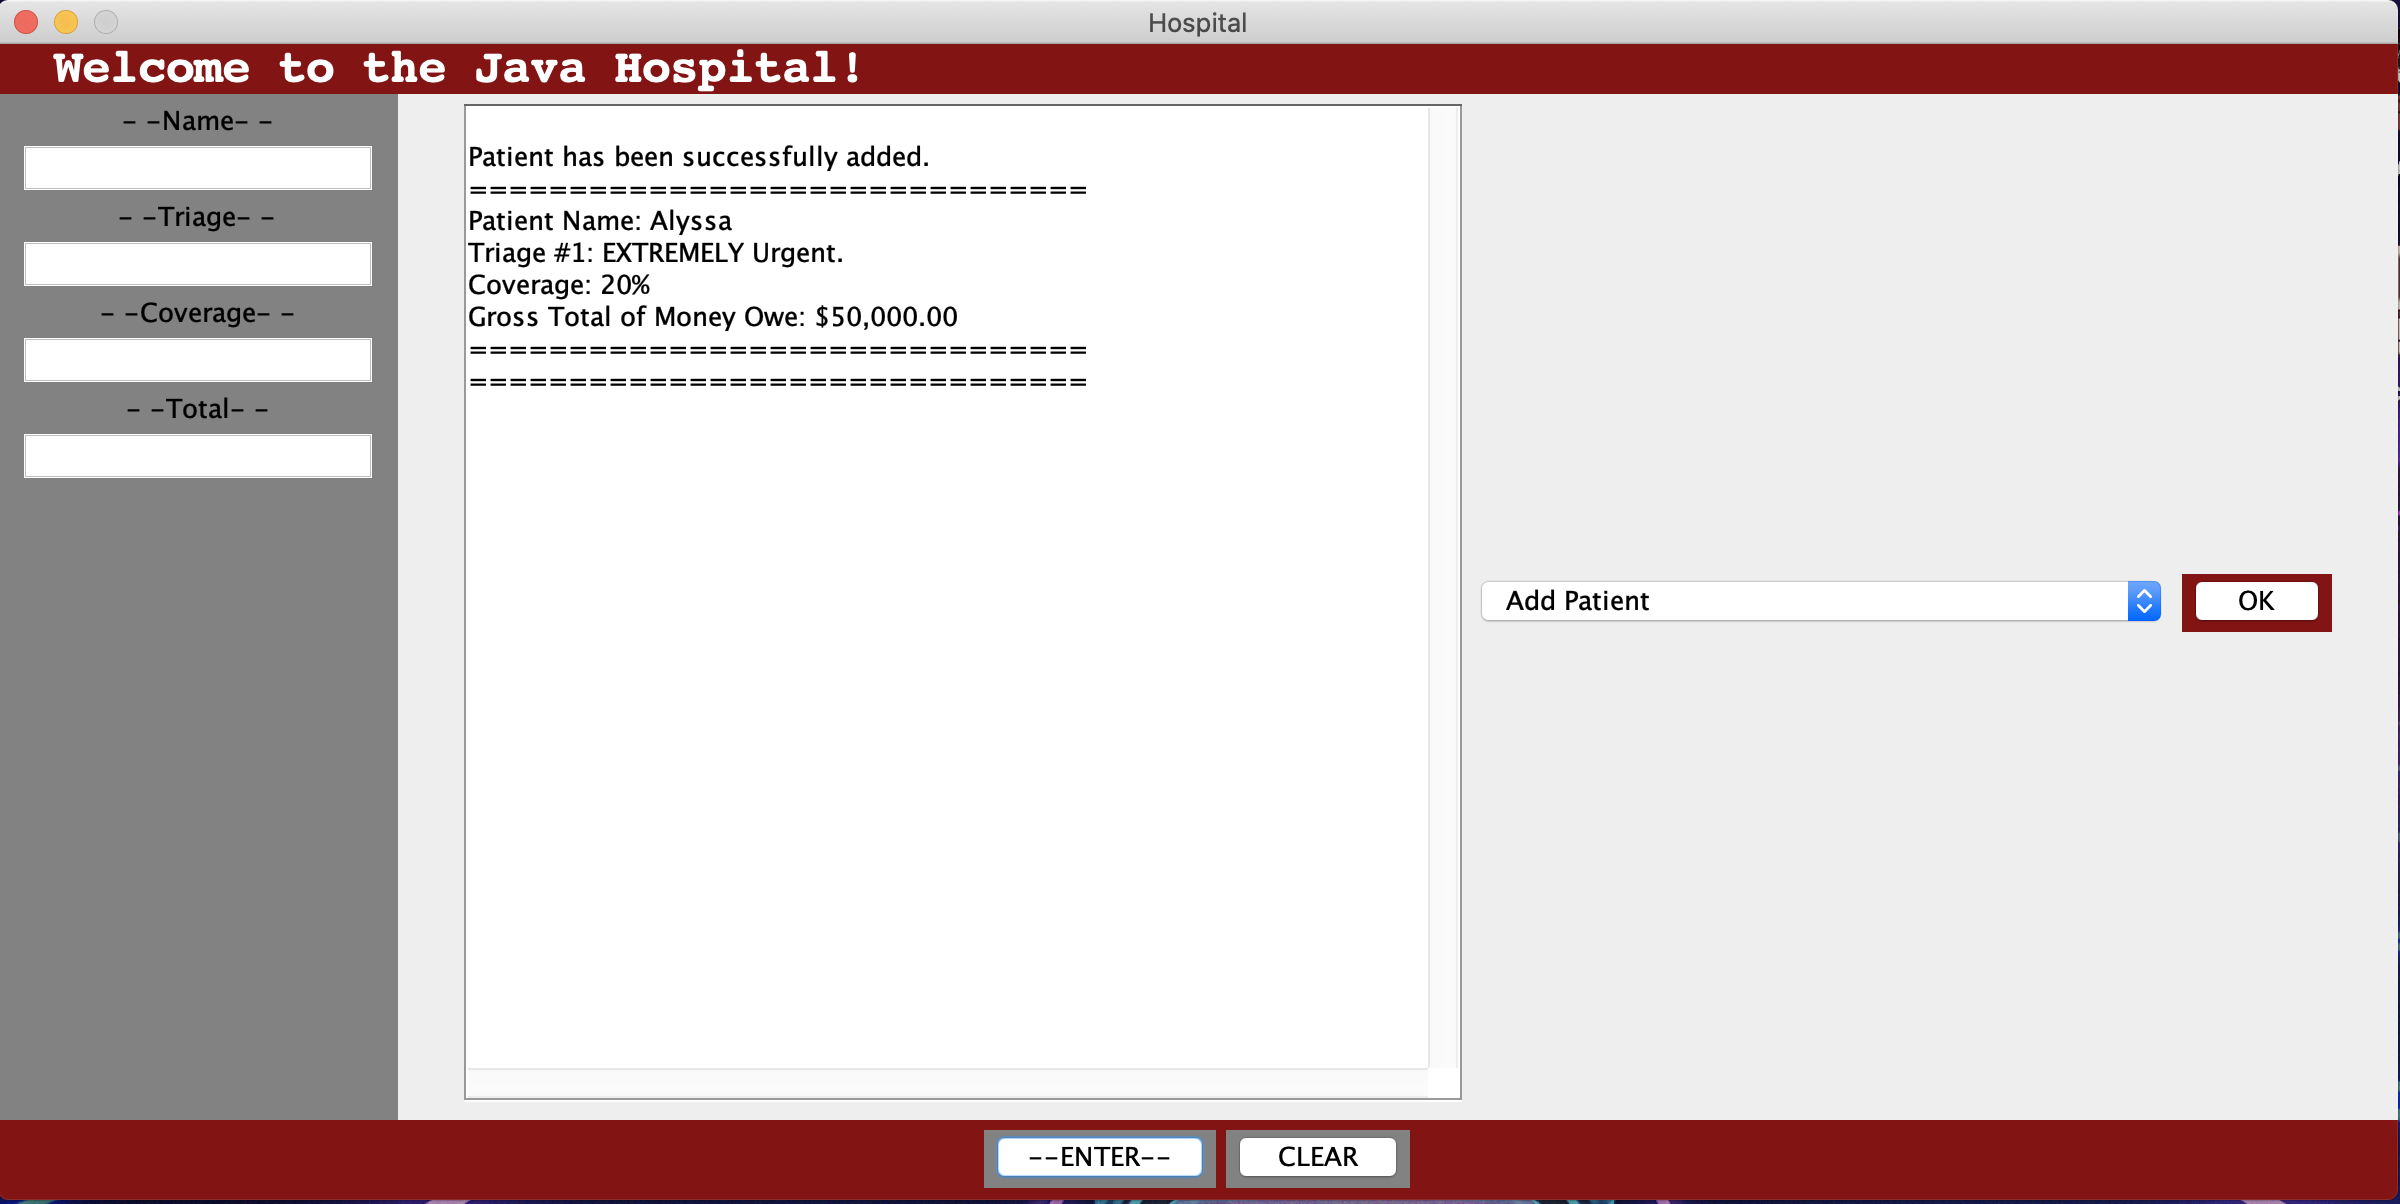 Hospital
Welcome to the Java Hospital!
- -Name- -
- -Triage- -
- -Coverage- -
- -Total- -
Patient has been successfully added.
===============================
Patient Name: Alyssa
Triage #1: EXTREMELY Urgent.
Coverage: 20%
Gross Total of Money Owe: $50,000.00
===============================
===============================
Add Patient
OK
--ENTER--
CLEAR